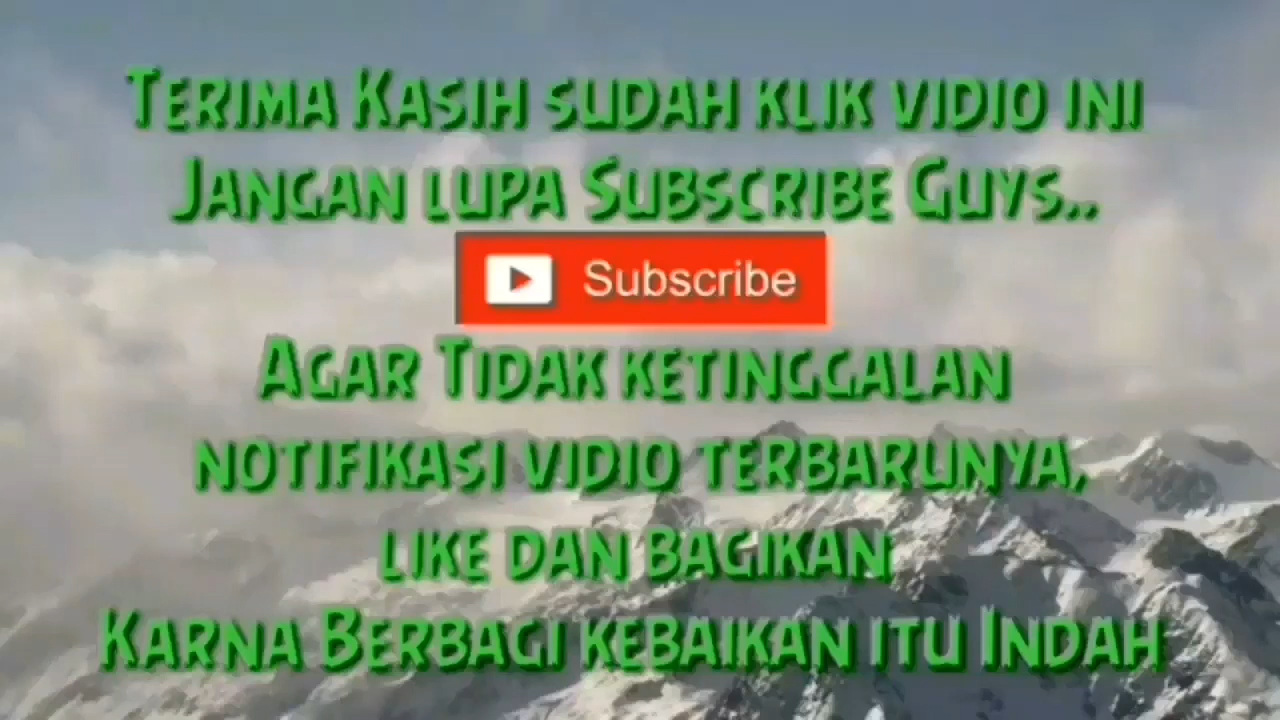 Terima Kasih sudah klik vidio ini
Jangan lupa Subscribe Guys..
Subscribe
Agar Tidak ketinggalan
notifikasi vidio terbarunya,
like dan bagikan
Karna Berbagi kebaikan itu Indah